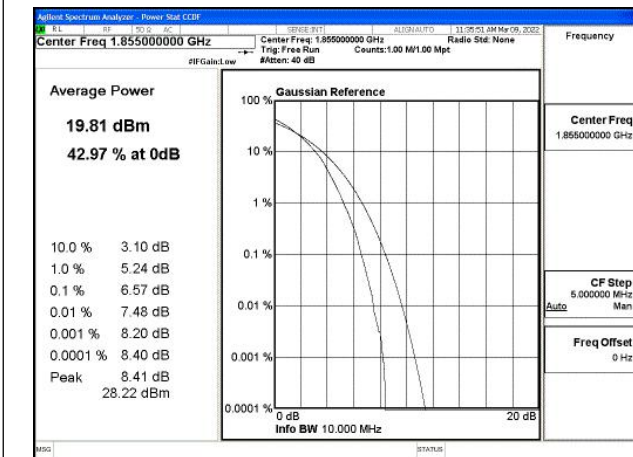 Agilent Spectrum Analyzer - Power Stat CCDF
RL RF 50 Ω AC SENSE:INT ALIGN AUTO 11:35:51 AM Mar 09, 2022
Center Freq 1.855000000 GHz
Center Freq: 1.855000000 GHz Radio Std: None
Trig: Free Run Counts:1.00 M/1.00 Mpt
#IFGain:Low #Atten: 40 dB
Frequency
Average Power
19.81 dBm
42.97 % at 0dB
10.0 % 3.10 dB
1.0 % 5.24 dB
0.1 % 6.57 dB
0.01 % 7.48 dB
0.001 % 8.20 dB
0.0001 % 8.40 dB
Peak 8.41 dB
28.22 dBm
Gaussian Reference
100 %
10 %
1 %
0.1 %
0.01 %
0.001 %
0.0001 %
0 dB 20 dB
Info BW 10.000 MHz
Center Freq
1.855000000 GHz
CF Step
5.000000 MHz
Auto Man
Freq Offset
0 Hz
MSG STATUS